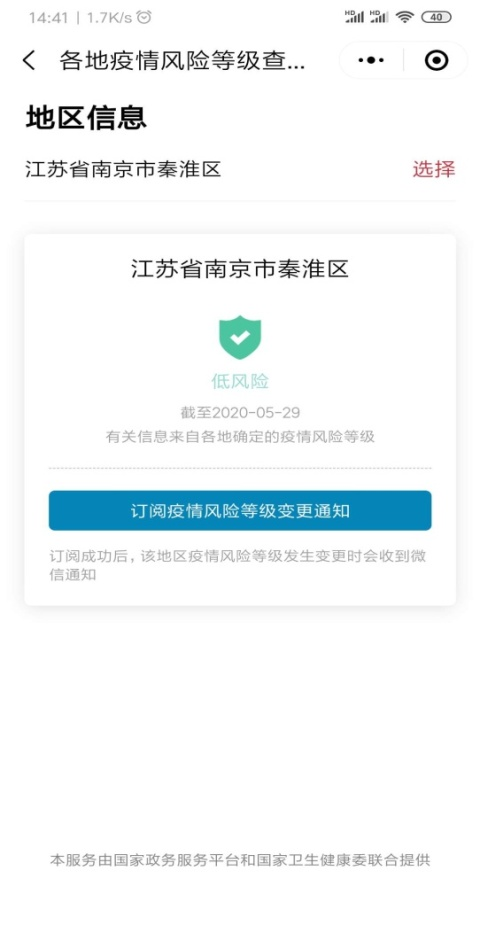 14:41 | 1.7K/s
HD HD 40
各地疫情风险等级查...
地区信息
江苏省南京市秦淮区 选择
江苏省南京市秦淮区
低风险
截至2020-05-29
有关信息来自各地确定的疫情风险等级
订阅疫情风险等级变更通知
订阅成功后，该地区疫情风险等级发生变更时会收到微
信通知
本服务由国家政务服务平台和国家卫生健康委联合提供